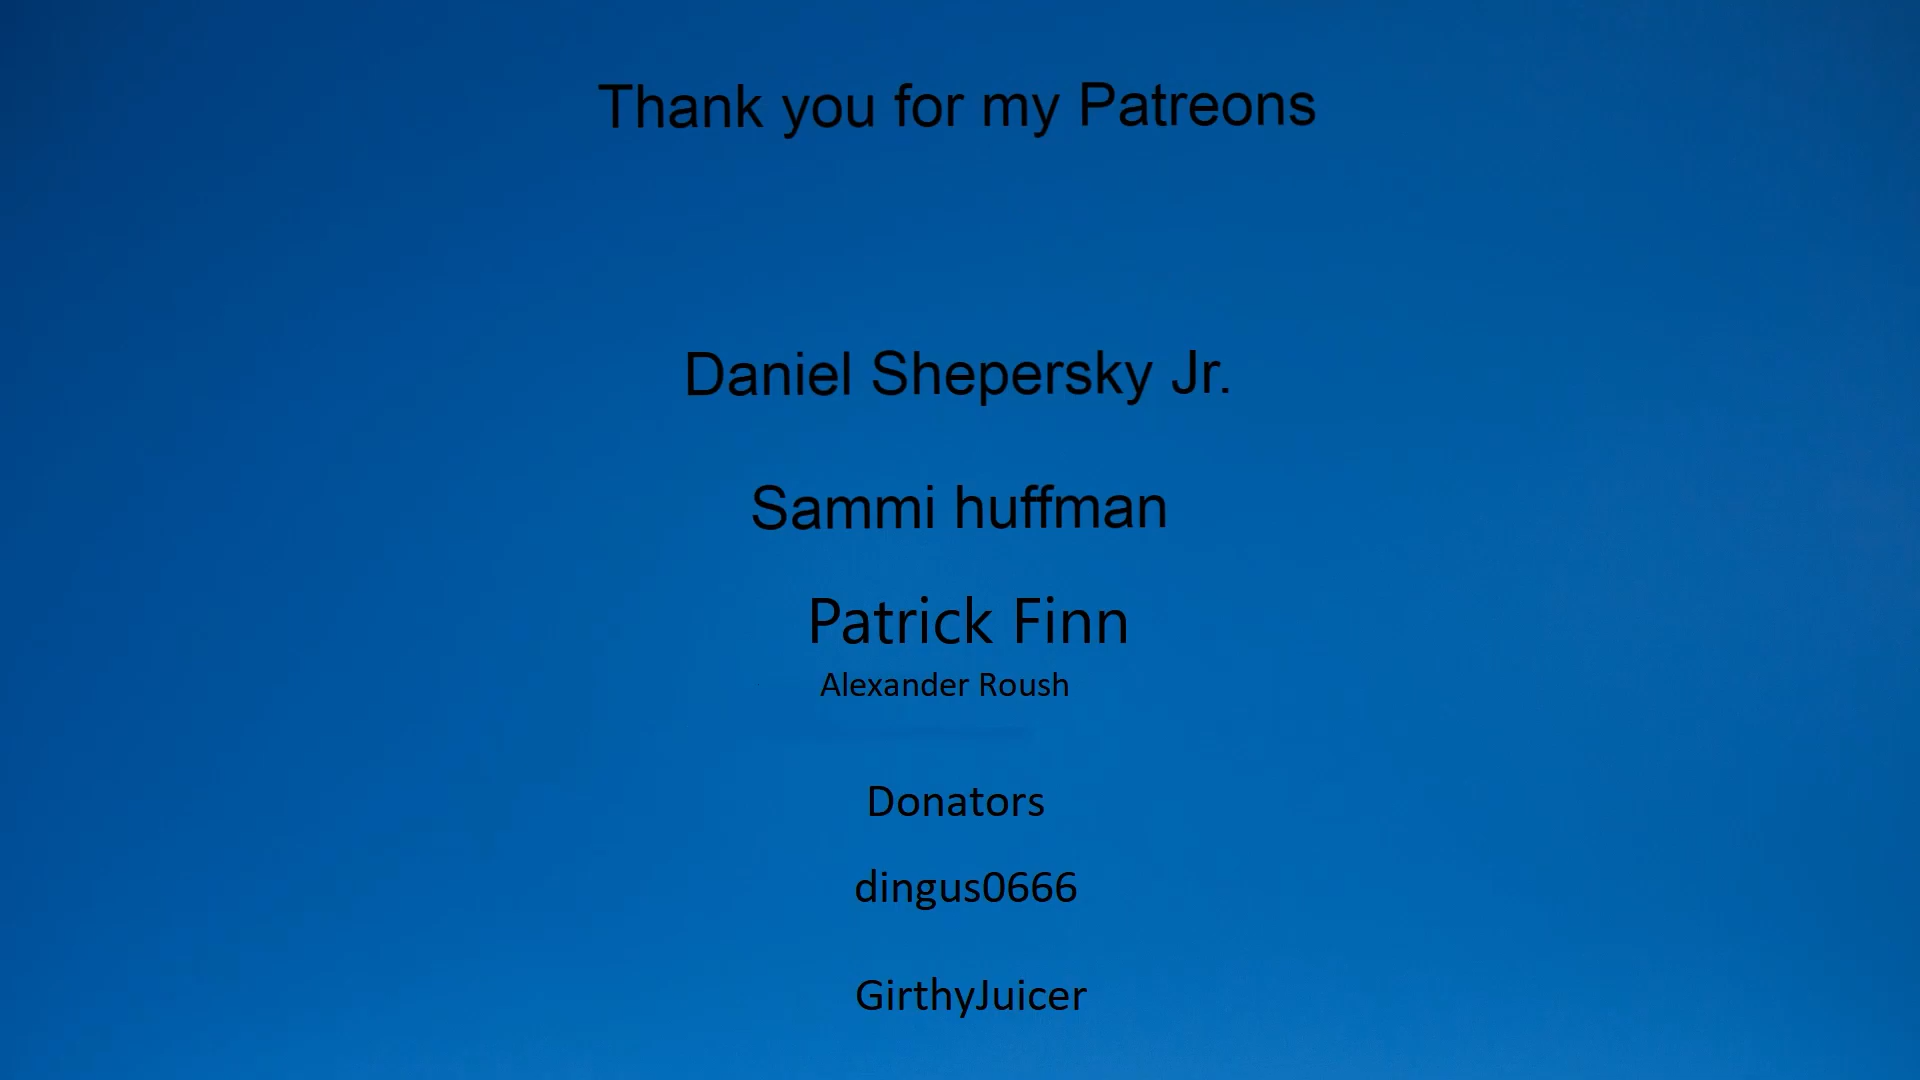 Thank you for my Patreons
Daniel Shepersky Jr.
Sammi huffman
Patrick Finn
Alexander Roush
Donators
dingus0666
GirthyJuicer